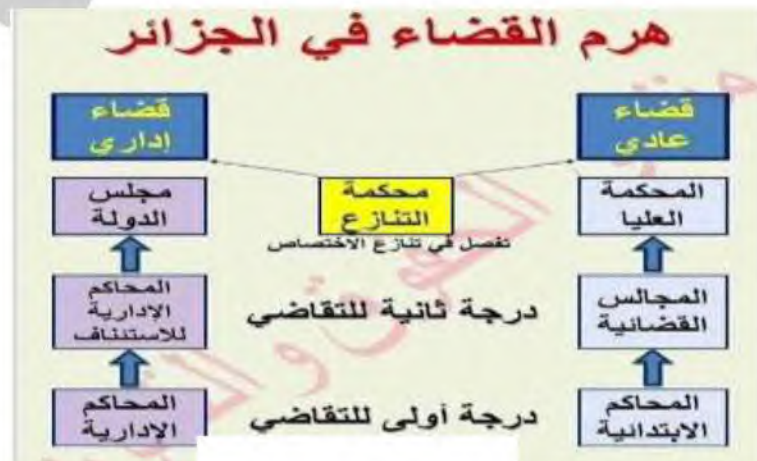 هرم القضاء في الجزائر
قضاء
عادي
قضاء
إداري
المحكمة
العليا
محكمة
التنازع
مجلس
الدولة
تفصل في تنازع الاختصاص
المجالس
القضائية
درجة ثانية للتقاضي
المحاكم
الإدارية
للاستئناف
المحاكم
الابتدائية
درجة أولى للتقاضي
المحاكم
الإدارية